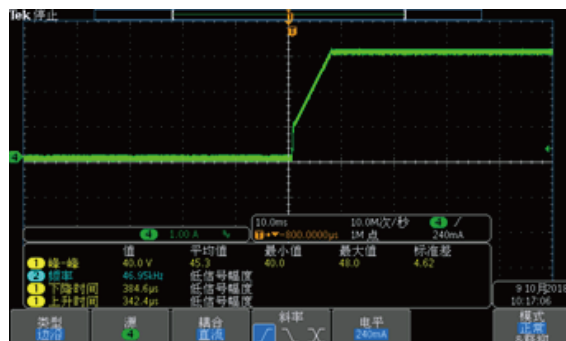 Tek 停止
4 1.00 A
10.0ms 10.0M次/秒 4
-800.0000µs 1M 点 240mA
值 平均值 最小值 最大值 标准差
1 峰-峰 40.0 V 45.3 40.0 48.0 4.62
2 频率 46.95kHz 低信号幅度
1 下降时间 384.6µs 低信号幅度
1 上升时间 342.4µs 低信号幅度
9 10月2018
10:17:06
类型 源 耦合 斜率 电平 模式
边沿 4 直流 240mA 正常